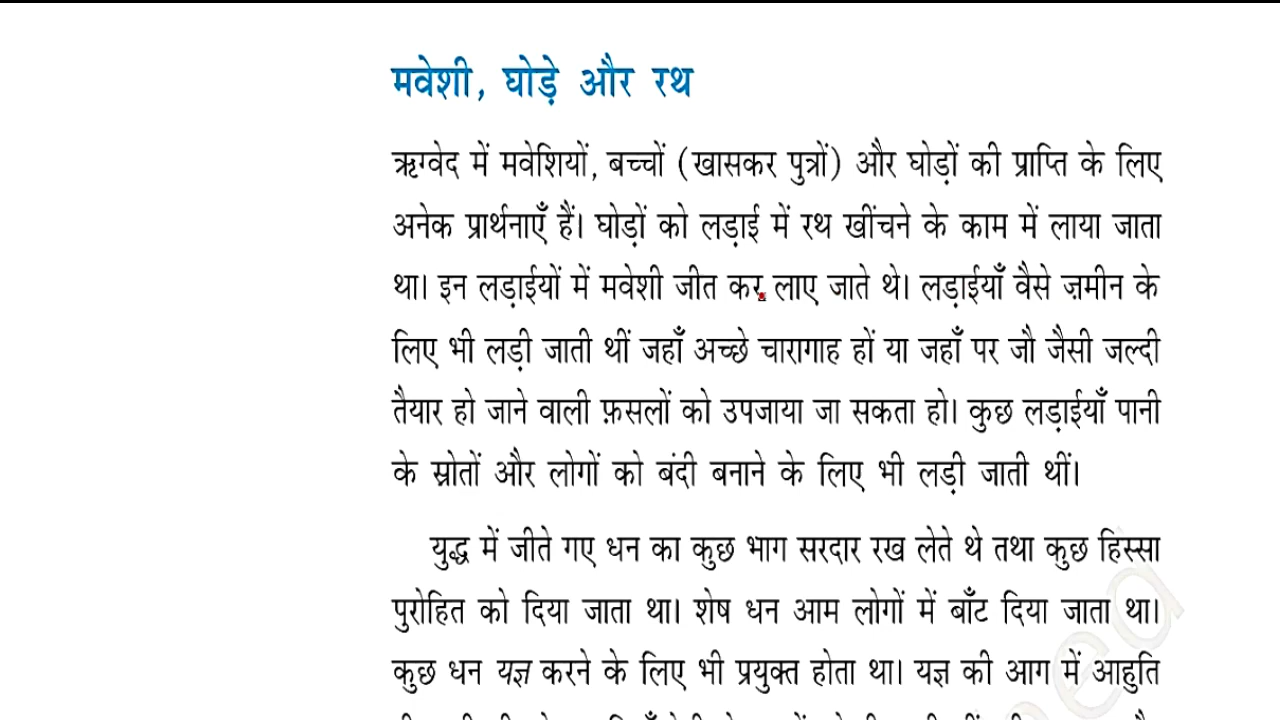 मवेशी, घोड़े और रथ
ऋग्वेद में मवेशियों, बच्चों (खासकर पुत्रों) और घोड़ों की प्राप्ति के लिए
अनेक प्रार्थनाएँ हैं। घोड़ों को लड़ाई में रथ खींचने के काम में लाया जाता
था। इन लड़ाईयों में मवेशी जीत कर लाए जाते थे। लड़ाईयाँ वैसे ज़मीन के
लिए भी लड़ी जाती थीं जहाँ अच्छे चारागाह हों या जहाँ पर जौ जैसी जल्दी
तैयार हो जाने वाली फ़सलों को उपजाया जा सकता हो। कुछ लड़ाईयाँ पानी
के स्रोतों और लोगों को बंदी बनाने के लिए भी लड़ी जाती थीं।
युद्ध में जीते गए धन का कुछ भाग सरदार रख लेते थे तथा कुछ हिस्सा
पुरोहित को दिया जाता था। शेष धन आम लोगों में बाँट दिया जाता था।
कुछ धन यज्ञ करने के लिए भी प्रयुक्त होता था। यज्ञ की आग में आहुति